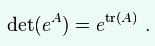 det(e^A) = e^{tr(A)} .